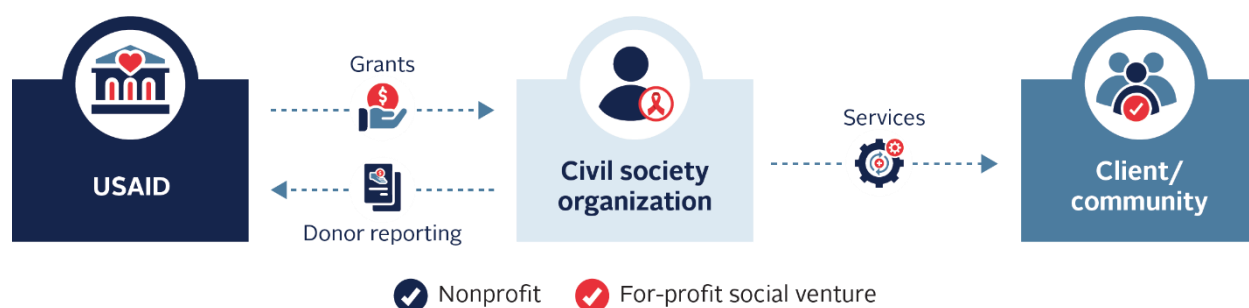 Grants
Services
USAID
Civil society
organization
Client/
community
Donor reporting
Nonprofit
For-profit social venture